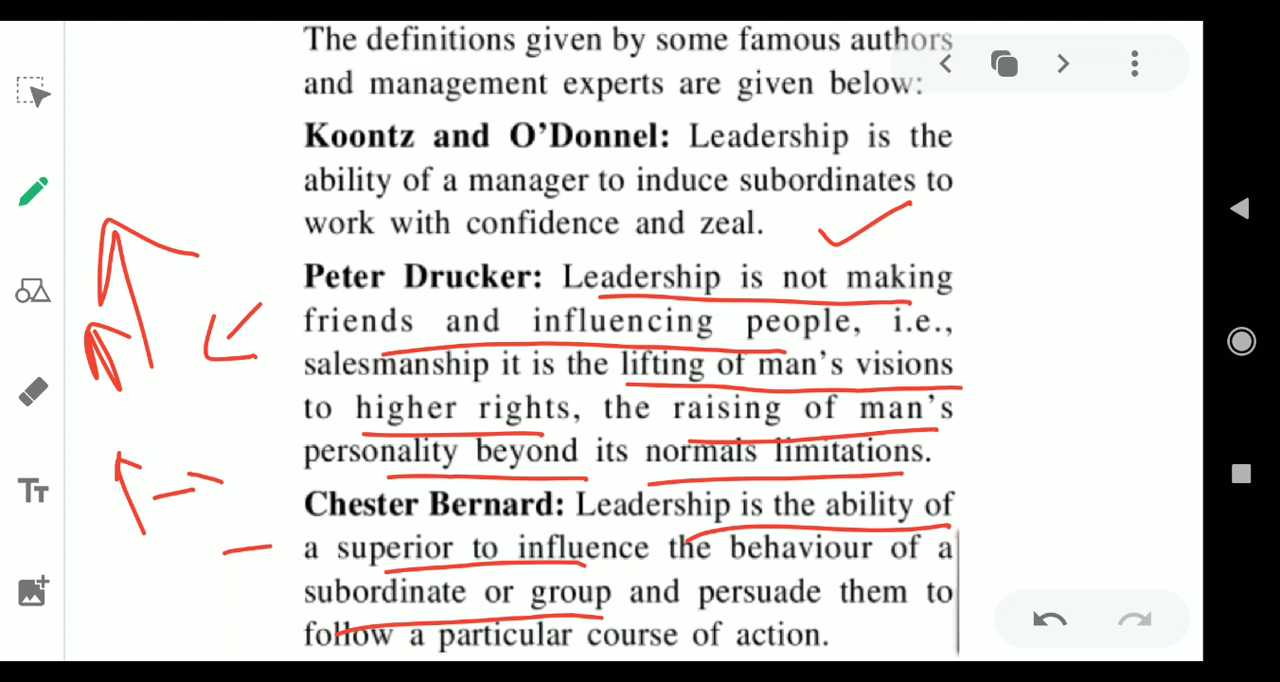 The definitions given by some famous authors
and management experts are given below:
Koontz and O'Donnel: Leadership is the
ability of a manager to induce subordinates to
work with confidence and zeal.
Peter Drucker: Leadership is not making
friends and influencing people, i.e.,
salesmanship it is the lifting of man's visions
to higher rights, the raising of man's
personality beyond its normals limitations.
Chester Bernard: Leadership is the ability of
a superior to influence the behaviour of a
subordinate or group and persuade them to
follow a particular course of action.
TT